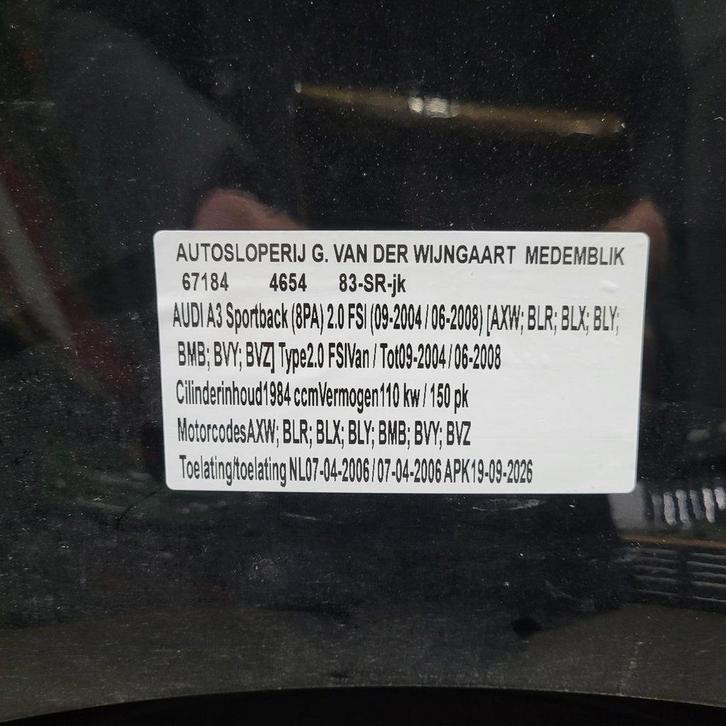 AUTOSLOPERIJ G. VAN DER WIJNGAART MEDEMBLIK
67184 4654 83-SR-jk
AUDI A3 Sportback (8PA) 2.0 FSI (09-2004 / 06-2008) [AXW; BLR; BLX; BLY;
BMB; BVY; BVZ] Type2.0 FSIVan / Tot09-2004 / 06-2008
Cilinderinhoud1984 ccmVermogen110 kw / 150 pk
MotorcodesAXW; BLR; BLX; BLY; BMB; BVY; BVZ
Toelating/toelating NL07-04-2006 / 07-04-2006 APK19-09-2026